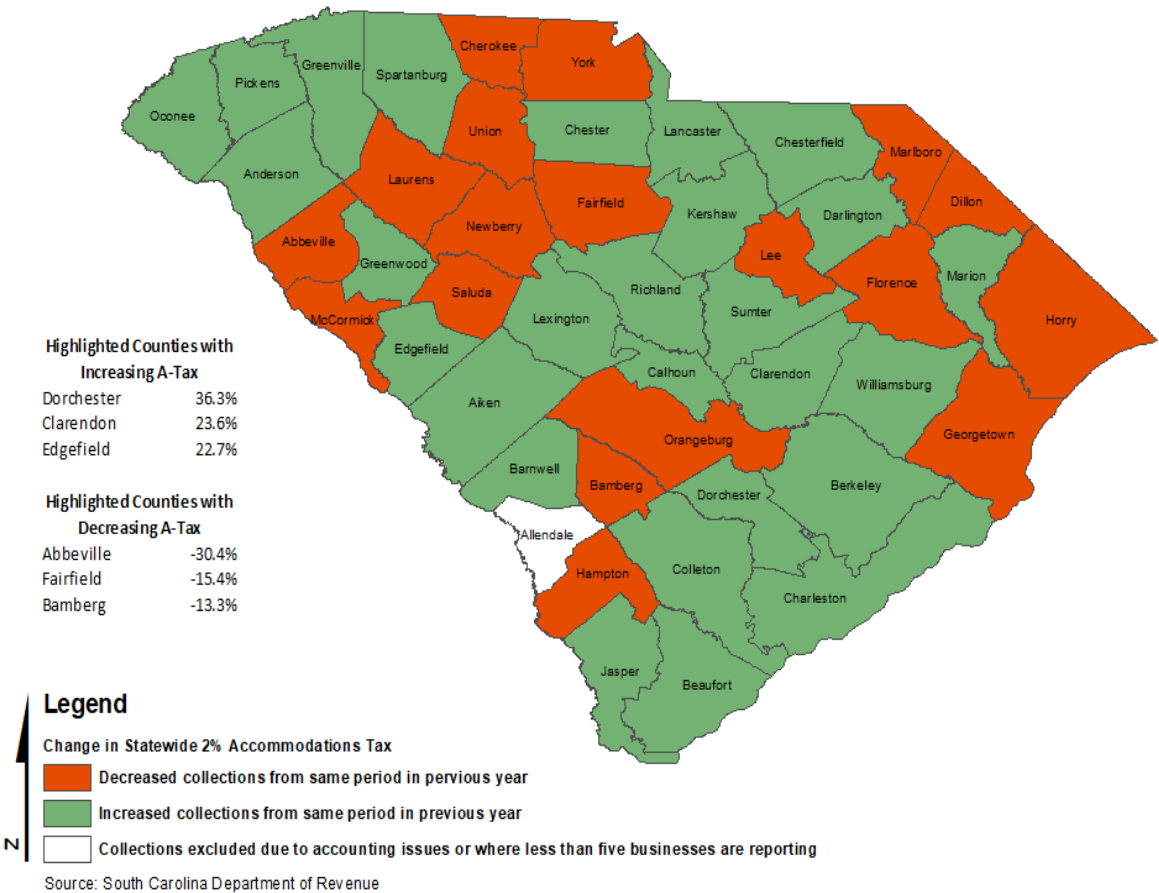 Cherokee
York
Greenville
Spartanburg
Pickens
Oconee
Union
Chester
Lancaster
Chesterfield
Marlboro
Anderson
Laurens
Dillon
Fairfield
Kershaw
Darlington
Newberry
Abbeville
Greenwood
Lee
Marion
Florence
Saluda
Richland
Sumter
McCormick
Lexington
Horry
Edgefield
Calhoun
Clarendon
Williamsburg
Aiken
Georgetown
Orangeburg
Barnwell
Bamberg
Dorchester
Berkeley
Allendale
Hampton
Colleton
Charleston
Jasper
Beaufort
Highlighted Counties with
Increasing A-Tax
Dorchester 36.3%
Clarendon 23.6%
Edgefield 22.7%
Highlighted Counties with
Decreasing A-Tax
Abbeville -30.4%
Fairfield -15.4%
Bamberg -13.3%
Legend
Change in Statewide 2% Accommodations Tax
Decreased collections from same period in pervious year
Increased collections from same period in previous year
Collections excluded due to accounting issues or where less than five businesses are reporting
N
Source: South Carolina Department of Revenue